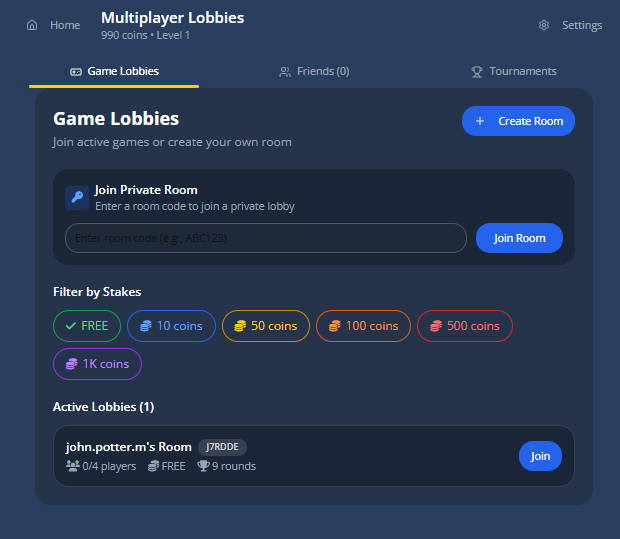 Home
Multiplayer Lobbies
990 coins • Level 1
Settings
Game Lobbies
Friends (0)
Tournaments
Game Lobbies
Join active games or create your own room
+ Create Room
Join Private Room
Enter a room code to join a private lobby
Enter room code (e.g., ABC123)
Join Room
Filter by Stakes
FREE 10 coins 50 coins 100 coins 500 coins
1K coins
Active Lobbies (1)
john.potter.m's Room J7RDDE
0/4 players FREE 9 rounds
Join